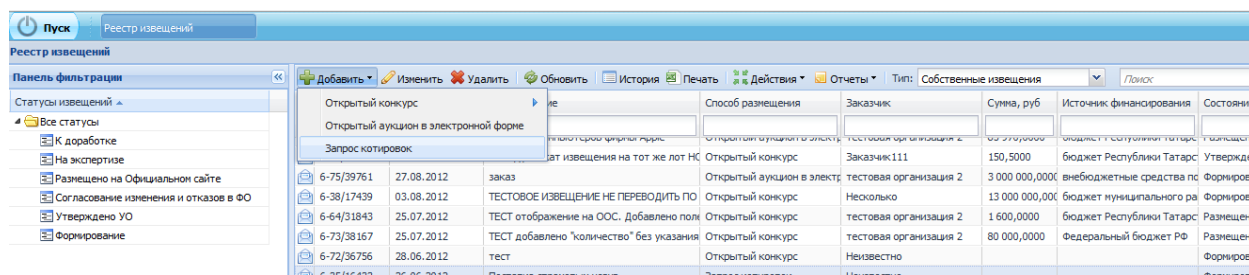 Пуск Реестр извещений
Реестр извещений
Панель фильтрации
Добавить Изменить Удалить Обновить История Печать Действия Отчеты Тип: Собственные извещения Поиск
Статусы извещений
Все статусы
К доработке
На экспертизе
Размещено на Официальном сайте
Согласование изменения и отказов в ФО
Утверждено УО
Формирование
Открытый конкурс
Открытый аукцион в электронной форме
Запрос котировок
Способ размещения Заказчик Сумма, руб Источник финансирования Состояни
извещения на тот же лот НС Открытый конкурс Заказчик111 150,5000 бюджет Республики Татарс Утвержде
6-75/39761 27.08.2012 заказ Открытый аукцион в электр тестовая организация 2 3 000 000,0000 внебюджетные средства по Формиров
6-38/17439 03.08.2012 ТЕСТОВОЕ ИЗВЕЩЕНИЕ НЕ ПЕРЕВОДИТЬ ПО Открытый конкурс Несколько 13 000 000,000 бюджет муниципального ра Формиров
6-64/31843 25.07.2012 ТЕСТ отображение на ООС. Добавлено поле Открытый конкурс тестовая организация 2 1 600,0000 бюджет Республики Татарс Размещен
6-73/38167 25.07.2012 ТЕСТ добавлено "количество" без указания Открытый конкурс тестовая организация 2 80 000,0000 Федеральный бюджет РФ Размещен
6-72/36756 28.06.2012 тест Открытый конкурс Неизвестно Формиров